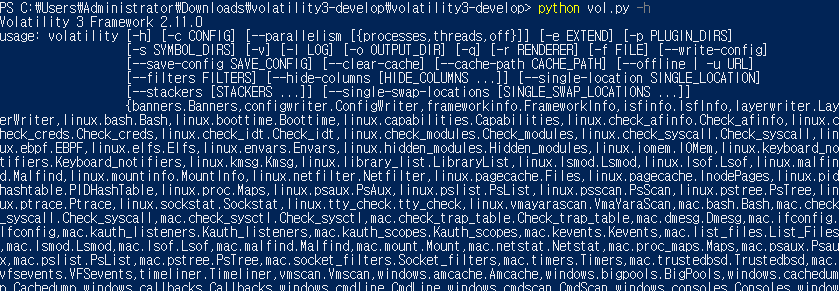 PS C:₩Users₩Administrator₩Downloads₩volatility3-develop₩volatility3-develop> python vol.py -h
Volatility 3 Framework 2.11.0
usage: volatility [-h] [-c CONFIG] [--parallelism [{processes,threads,off}]] [-e EXTEND] [-p PLUGIN_DIRS]
[-s SYMBOL_DIRS] [-v] [-l LOG] [-o OUTPUT_DIR] [-q] [-r RENDERER] [-f FILE] [--write-config]
[--save-config SAVE_CONFIG] [--clear-cache] [--cache-path CACHE_PATH] [--offline | -u URL]
[--filters FILTERS] [--hide-columns [HIDE_COLUMNS ...]] [--single-location SINGLE_LOCATION]
[--stackers [STACKERS ...]] [--single-swap-locations [SINGLE_SWAP_LOCATIONS ...]]
{banners.Banners,configwriter.ConfigWriter,frameworkinfo.FrameworkInfo,isfinfo.IsfInfo,layerwriter.Lay
erWriter,linux.bash.Bash,linux.boottime.Boottime,linux.capabilities.Capabilities,linux.check_afinfo.Check_afinfo,linux.c
heck_creds.Check_creds,linux.check_idt.Check_idt,linux.check_modules.Check_modules,linux.check_syscall.Check_syscall,lin
ux.ebpf.EBPF,linux.elfs.Elfs,linux.envars.Envars,linux.hidden_modules.Hidden_modules,linux.iomem.IOMem,linux.keyboard_no
tifiers.Keyboard_notifiers,linux.kmsg.Kmsg,linux.library_list.LibraryList,linux.lsmod.Lsmod,linux.lsof.Lsof,linux.malfin
d.Malfind,linux.mountinfo.MountInfo,linux.netfilter.Netfilter,linux.pagecache.Files,linux.pagecache.InodePages,linux.pid
hashtable.PIDHashTable,linux.proc.Maps,linux.psaux.PsAux,linux.pslist.PsList,linux.psscan.PsScan,linux.pstree.PsTree,lin
ux.ptrace.Ptrace,linux.sockstat.Sockstat,linux.tty_check.tty_check,linux.vmayarascan.VmaYaraScan,mac.bash.Bash,mac.check
_syscall.Check_syscall,mac.check_sysctl.Check_sysctl,mac.check_trap_table.Check_trap_table,mac.dmesg.Dmesg,mac.ifconfig.
Ifconfig,mac.kauth_listeners.Kauth_listeners,mac.kauth_scopes.Kauth_scopes,mac.kevents.Kevents,mac.list_files.List_Files
,mac.lsmod.Lsmod,mac.lsof.Lsof,mac.malfind.Malfind,mac.mount.Mount,mac.netstat.Netstat,mac.proc_maps.Maps,mac.psaux.Psau
x,mac.pslist.PsList,mac.pstree.PsTree,mac.socket_filters.Socket_filters,mac.timers.Timers,mac.trustedbsd.Trustedbsd,mac.
vfsevents.VFSevents,timeliner.Timeliner,vmscan.Vmscan,windows.amcache.Amcache,windows.bigpools.BigPools,windows.cachedum
p.Cachedump,windows.callbacks.Callbacks,windows.cmdline.CmdLine,windows.cmdscan.CmdScan,windows.consoles.Consoles,window